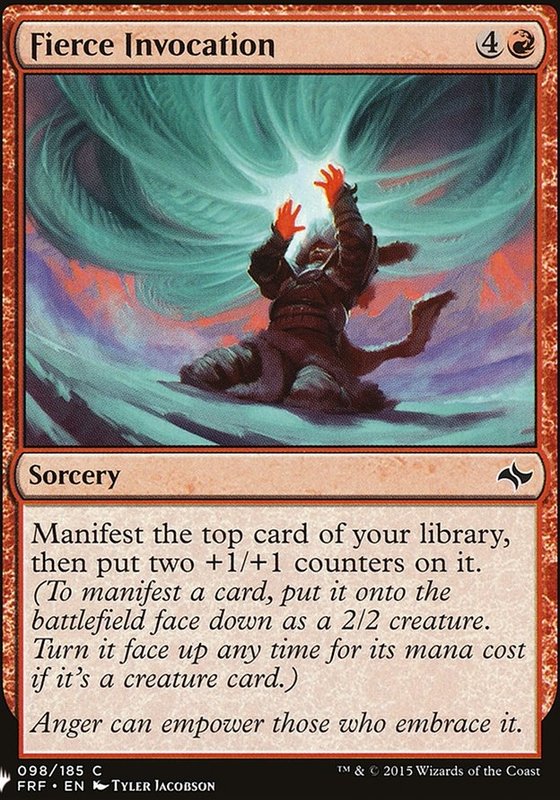 Fierce Invocation 4
Sorcery
Manifest the top card of your library,
then put two +1/+1 counters on it.
(To manifest a card, put it onto the
battlefield face down as a 2/2 creature.
Turn it face up any time for its mana cost
if it's a creature card.)
Anger can empower those who embrace it.
098/185 C
FRF • EN Tyler Jacobson
™ & © 2015 Wizards of the Coast